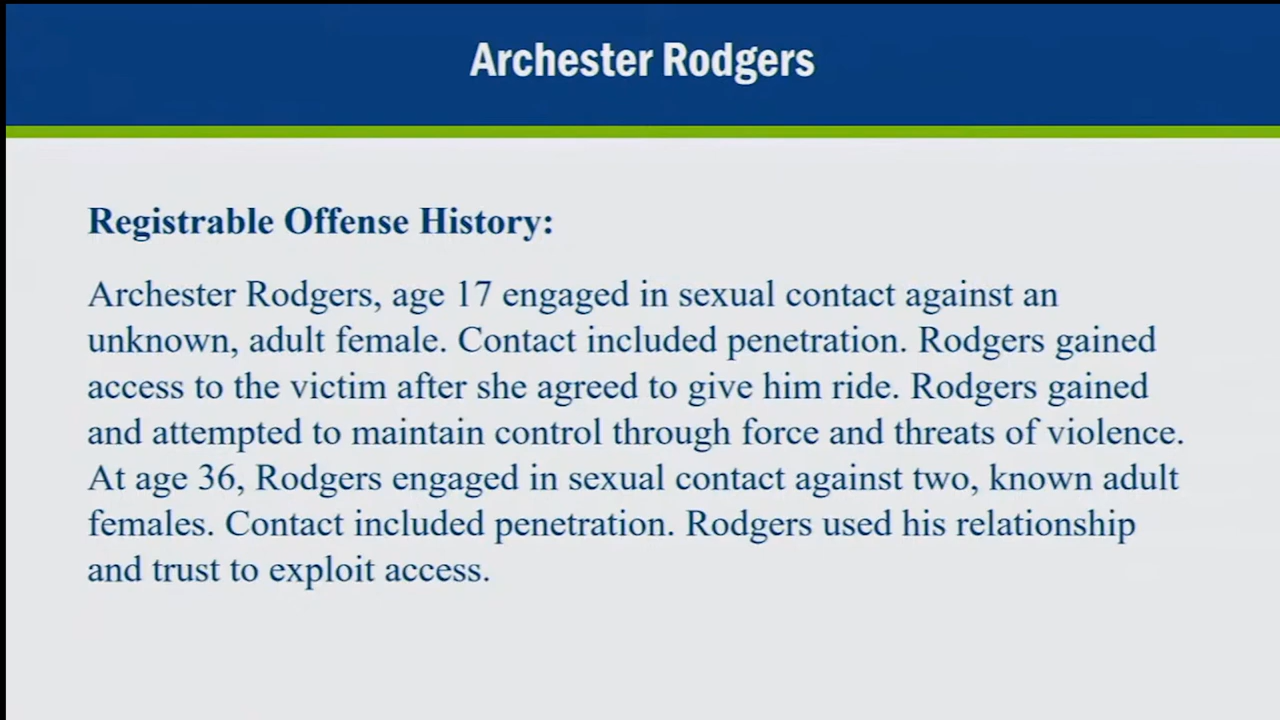 Archester Rodgers
Registrable Offense History:
Archester Rodgers, age 17 engaged in sexual contact against an
unknown, adult female. Contact included penetration. Rodgers gained
access to the victim after she agreed to give him ride. Rodgers gained
and attempted to maintain control through force and threats of violence.
At age 36, Rodgers engaged in sexual contact against two, known adult
females. Contact included penetration. Rodgers used his relationship
and trust to exploit access.